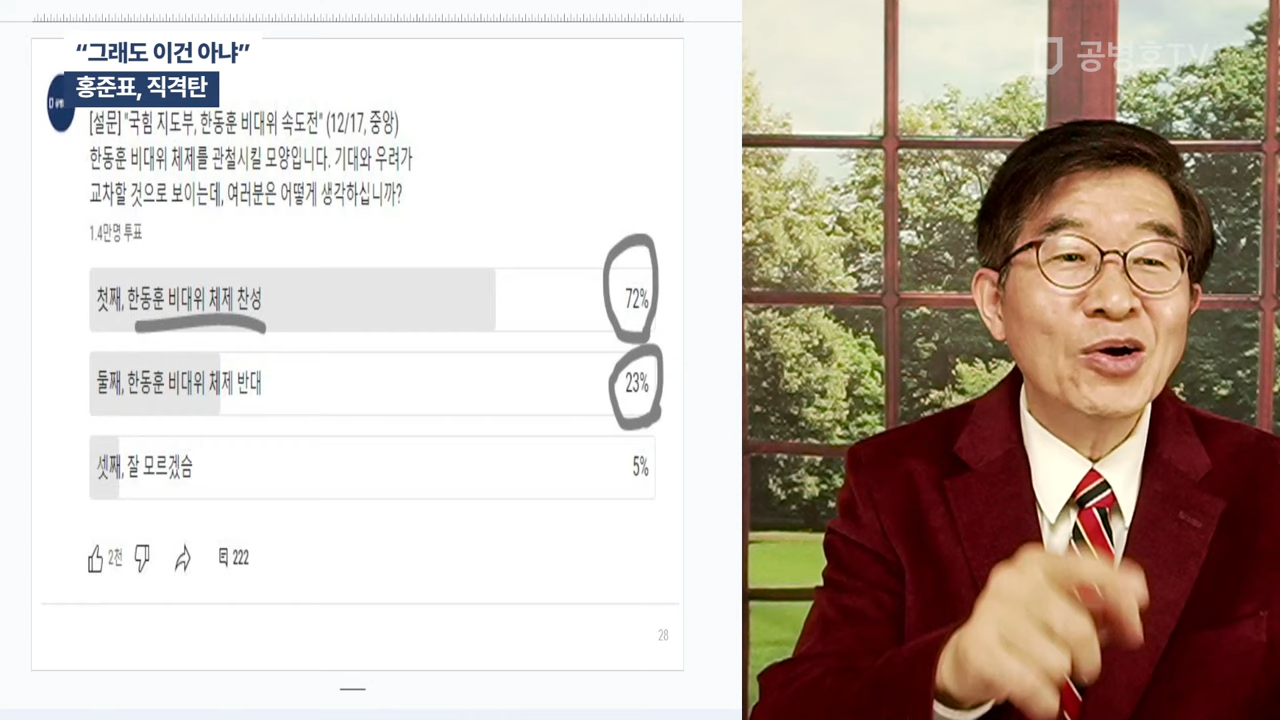 “그래도 이건 아냐”
홍준표, 직격탄
공병호TV
[설문] "국힘 지도부, 한동훈 비대위 속도전" (12/17, 중앙)
한동훈 비대위 체제를 관철시킬 모양입니다. 기대와 우려가
교차할 것으로 보이는데, 여러분은 어떻게 생각하십니까?
1.4만명 투표
첫째, 한동훈 비대위 체제 찬성 72%
둘째, 한동훈 비대위 체제 반대 23%
셋째, 잘 모르겠슴 5%
2천 222
28